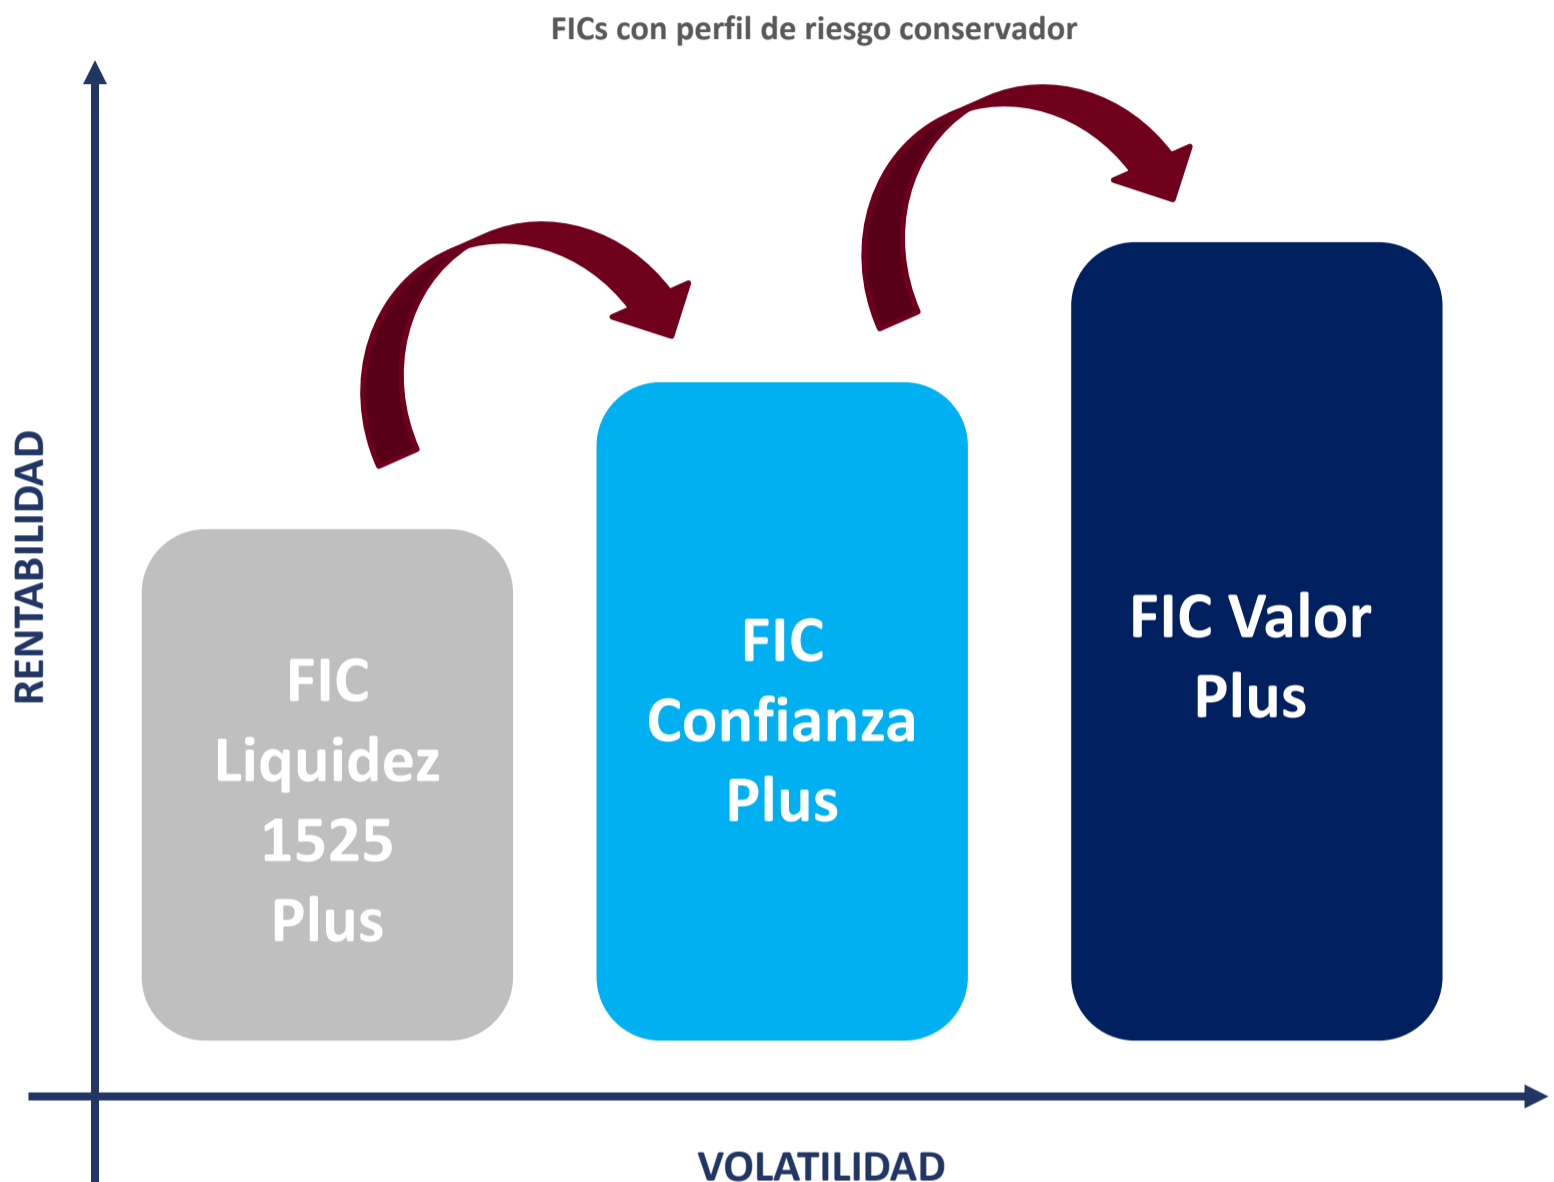 FICs con perfil de riesgo conservador
RENTABILIDAD
FIC
Liquidez
1525
Plus
FIC
Confianza
Plus
FIC Valor
Plus
VOLATILIDAD